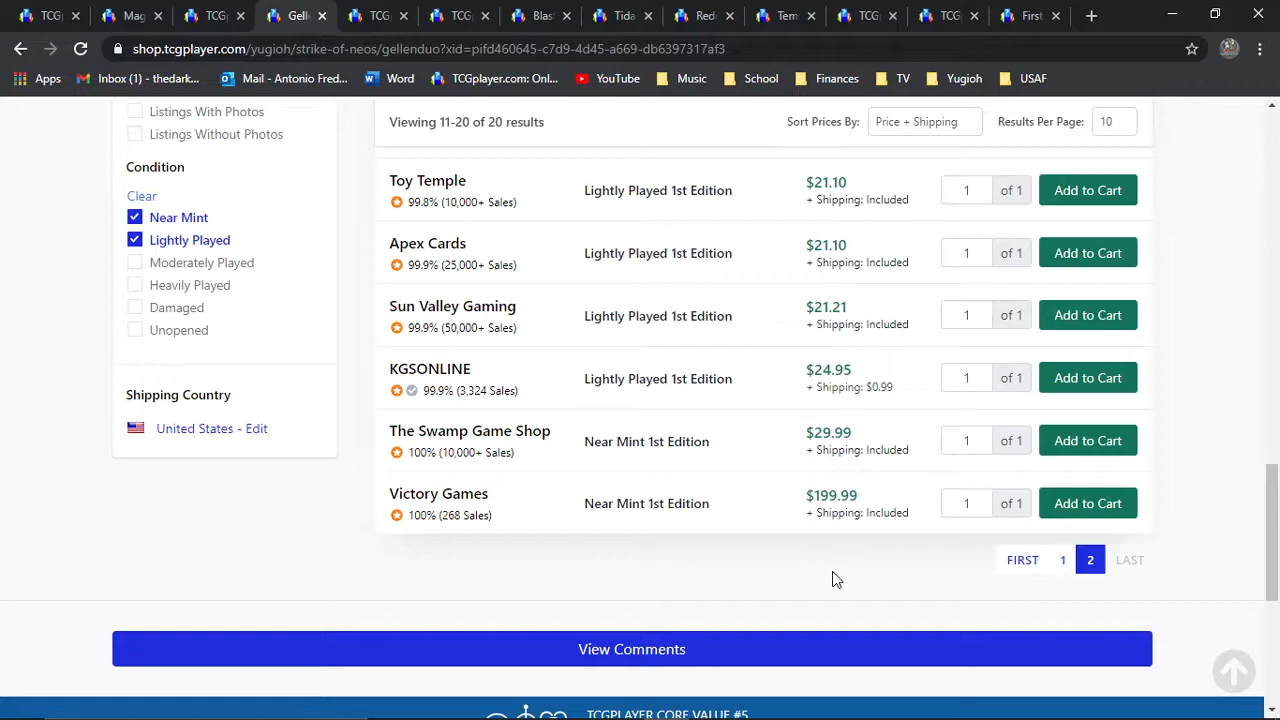 TCG
Mag
TCG
Gelle
TCG
TCG
Blas
Tida
Red
Tem
TCG
TCG
First
shop.tcgplayer.com/yugioh/strike-of-neos/gellenduo?xid=pifd460645-c7d9-4d45-a669-db6397317af3
Apps
Inbox (1) - thedark...
Mail - Antonio Fred...
Word
TCGplayer.com: Onl...
YouTube
Music
School
Finances
TV
Yugioh
USAF
Listings With Photos
Listings Without Photos
Condition
Clear
Near Mint
Lightly Played
Moderately Played
Heavily Played
Damaged
Unopened
Shipping Country
United States - Edit
Viewing 11-20 of 20 results
Sort Prices By: Price + Shipping
Results Per Page: 10
Toy Temple
99.8% (10,000+ Sales)
Lightly Played 1st Edition
$21.10
+ Shipping: Included
1 of 1
Add to Cart
Apex Cards
99.9% (25,000+ Sales)
Lightly Played 1st Edition
$21.10
+ Shipping: Included
1 of 1
Add to Cart
Sun Valley Gaming
99.9% (50,000+ Sales)
Lightly Played 1st Edition
$21.21
+ Shipping: Included
1 of 1
Add to Cart
KGSONLINE
99.9% (3,324 Sales)
Lightly Played 1st Edition
$24.95
+ Shipping: $0.99
1 of 1
Add to Cart
The Swamp Game Shop
100% (10,000+ Sales)
Near Mint 1st Edition
$29.99
+ Shipping: Included
1 of 1
Add to Cart
Victory Games
100% (268 Sales)
Near Mint 1st Edition
$199.99
+ Shipping: Included
1 of 1
Add to Cart
FIRST 1 2 LAST
View Comments
TCGPLAYER CORE VALUE #5